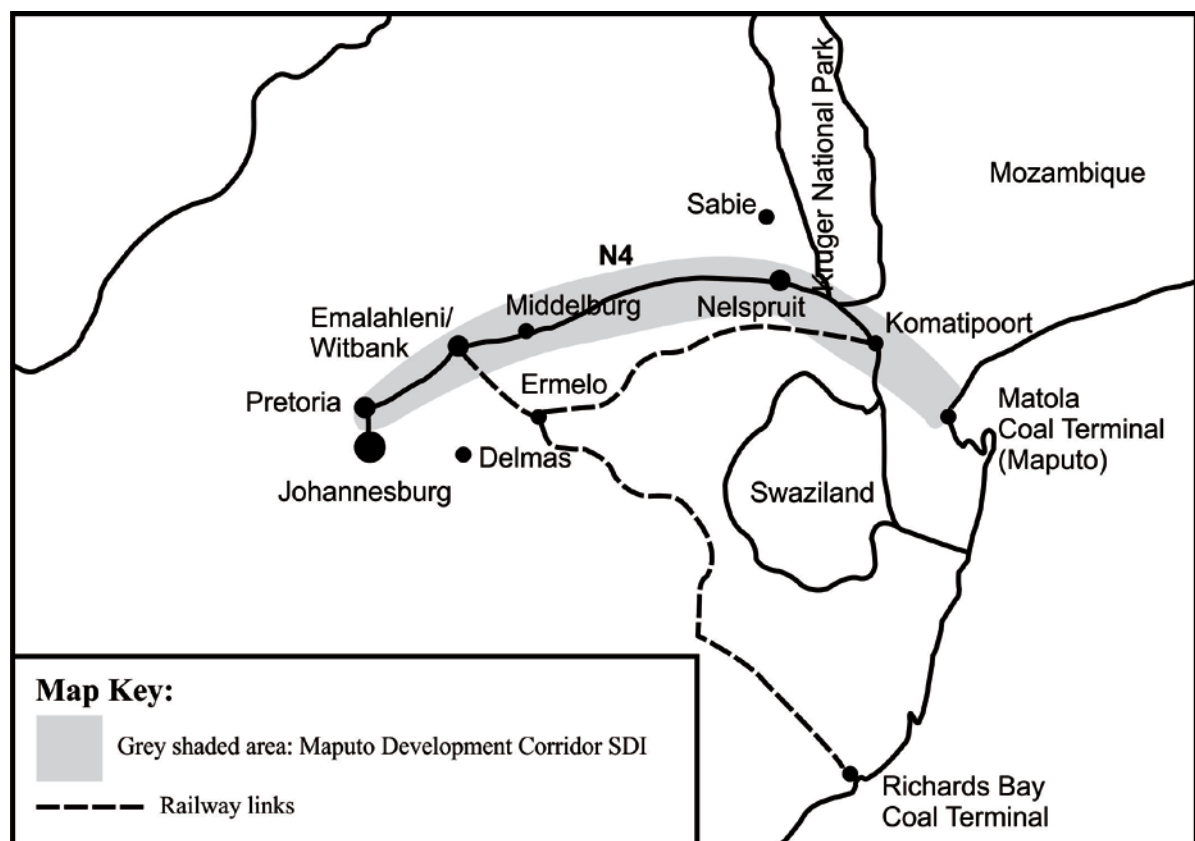 Kruger National Park
Mozambique
Sabie
N4
Middelburg
Nelspruit
Komatipoort
Emalahleni/
Witbank
Ermelo
Pretoria
Matola
Coal Terminal
(Maputo)
Delmas
Johannesburg
Swaziland
Map Key:
Grey shaded area: Maputo Development Corridor SDI
Railway links
Richards Bay
Coal Terminal